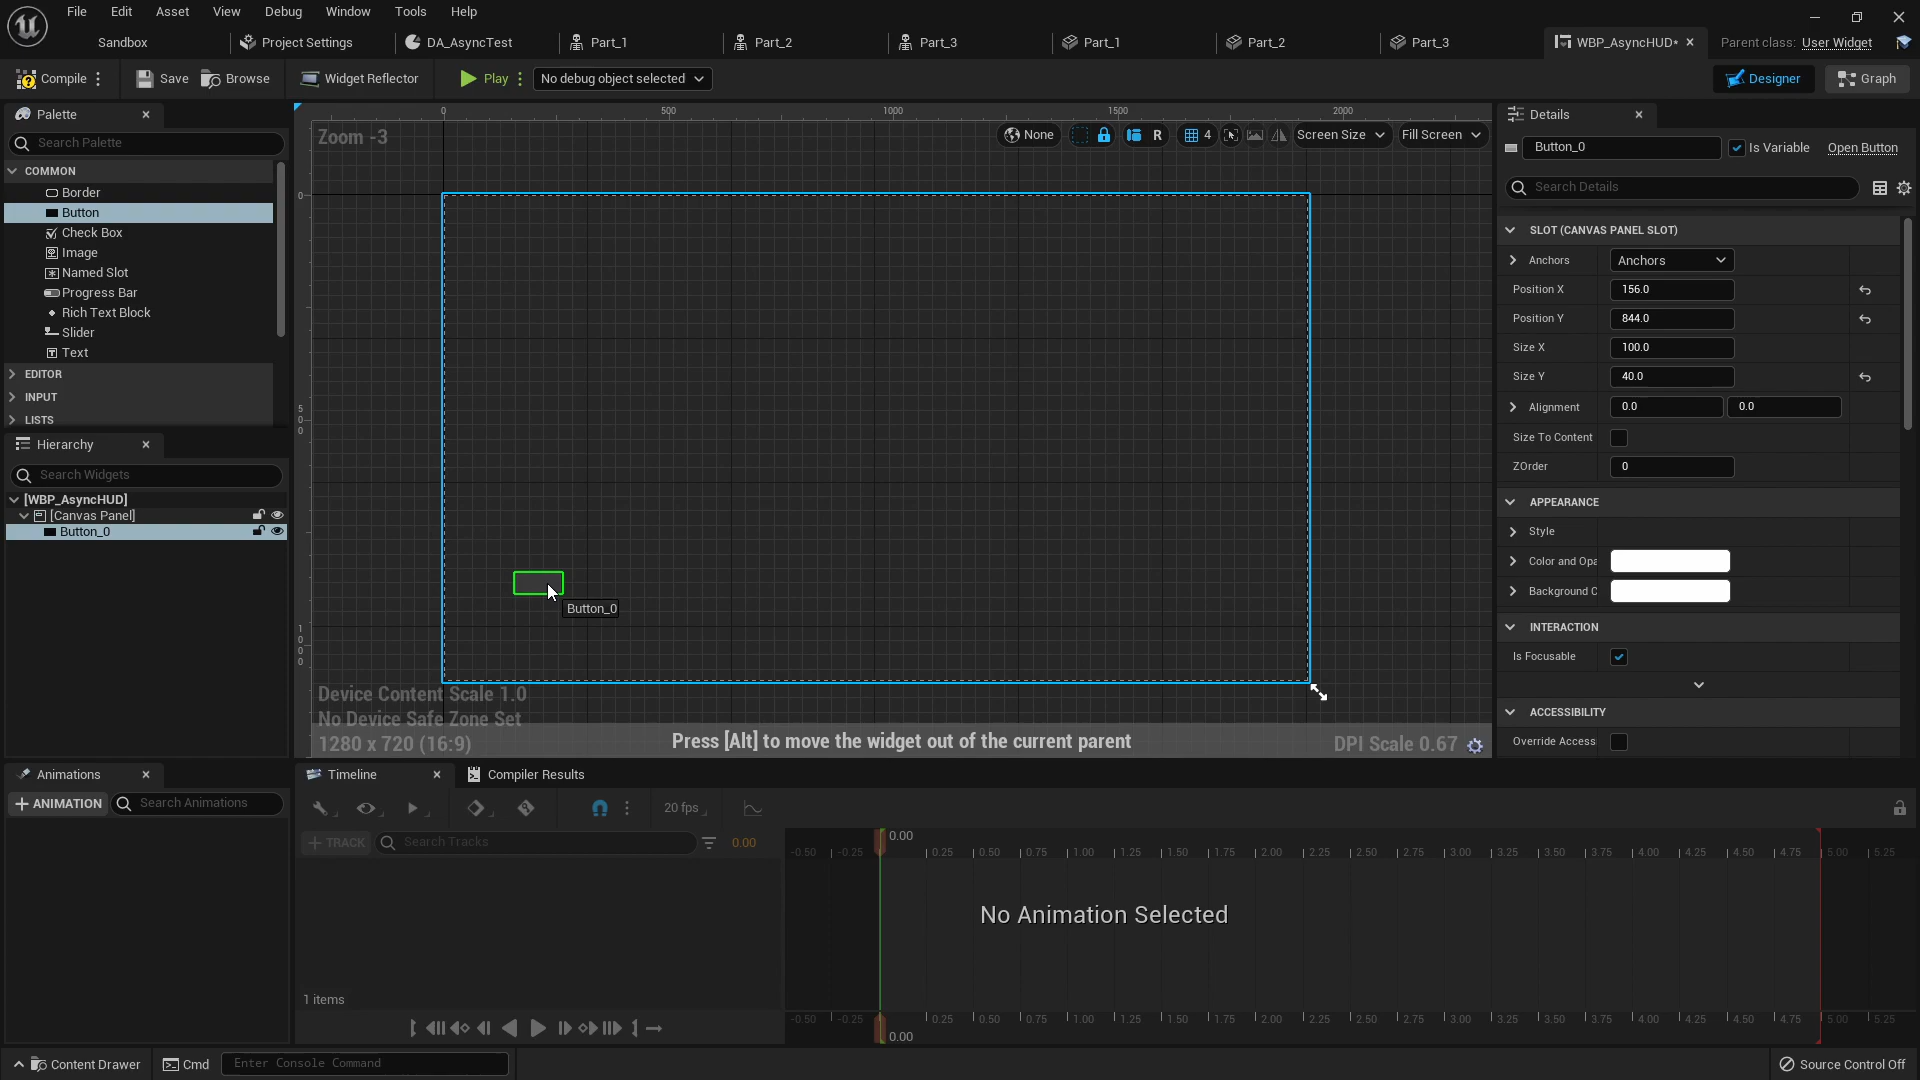 File Edit Asset View Debug Window Tools Help
Sandbox Project Settings DA_AsyncTest Part_1 Part_2 Part_3 Part_1 Part_2 Part_3 WBP_AsyncHUD* Parent class: User Widget
Compile Save Browse Widget Reflector Play No debug object selected Designer Graph
Palette
Search Palette
COMMON
Border
Button
Check Box
Image
Named Slot
Progress Bar
Rich Text Block
Slider
Text
EDITOR
INPUT
LISTS
Hierarchy
Search Widgets
[WBP_AsyncHUD]
[Canvas Panel]
Button_0
0 500 1000 1500 2000
Zoom -3
None R 4 Screen Size Fill Screen
0
500
1000
Button_0
Device Content Scale 1.0
No Device Safe Zone Set
1280 x 720 (16:9)
Press [Alt] to move the widget out of the current parent
DPI Scale 0.67
Details
Button_0 Is Variable Open Button
Search Details
SLOT (CANVAS PANEL SLOT)
Anchors Anchors
Position X 156.0
Position Y 844.0
Size X 100.0
Size Y 40.0
Alignment 0.0 0.0
Size To Content
ZOrder 0
APPEARANCE
Style
Color and Opa
Background C
INTERACTION
Is Focusable
ACCESSIBILITY
Override Access
Animations
+ ANIMATION Search Animations
Timeline Compiler Results
20 fps
+ TRACK Search Tracks 0.00
0.00
-0.50 -0.25 0.25 0.50 0.75 1.00 1.25 1.50 1.75 2.00 2.25 2.50 2.75 3.00 3.25 3.50 3.75 4.00 4.25 4.50 4.75 5.00 5.25
No Animation Selected
1 items
-0.50 -0.25 0.25 0.50 0.75 1.00 1.25 1.50 1.75 2.00 2.25 2.50 2.75 3.00 3.25 3.50 3.75 4.00 4.25 4.50 4.75 5.00 5.25
0.00
Content Drawer Cmd Enter Console Command Source Control Off